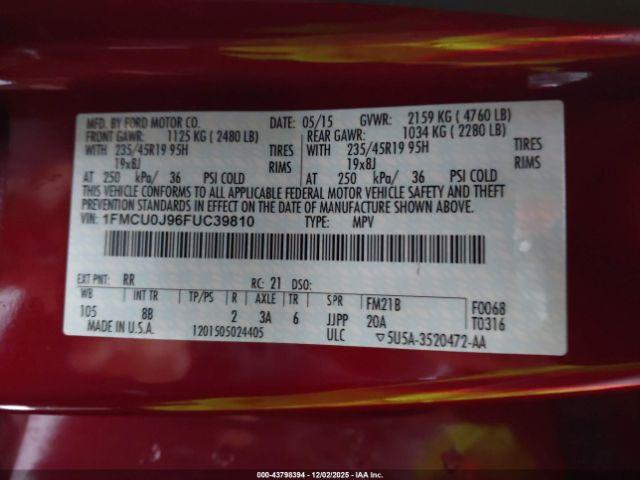 MFD. BY FORD MOTOR CO. DATE: 05/15 GVWR: 2159 KG ( 4760 LB)
FRONT GAWR: 1125 KG ( 2480 LB) REAR GAWR: 1034 KG ( 2280 LB)
WITH 235/45R19 95H TIRES WITH 235/45R19 95H TIRES
19x8J RIMS 19x8J RIMS
AT 250 kPa/ 36 PSI COLD AT 250 kPa/ 36 PSI COLD
THIS VEHICLE CONFORMS TO ALL APPLICABLE FEDERAL MOTOR VEHICLE SAFETY AND THEFT
PREVENTION STANDARDS IN EFFECT ON THE DATE OF MANUFACTURE SHOWN ABOVE.
VIN: 1FMCU0J96FUC39810 TYPE: MPV
EXT PNT: RR RC: 21 DSO:
WB INT TR TP/PS R AXLE TR SPR FM21B F0068
105 8B 2 3A 6 JJPP 20A T0316
MADE IN U.S.A. 1201505024405 ULC ▽5U5A-3520472-AA
000-43798394 - 12/02/2025 - IAA Inc.